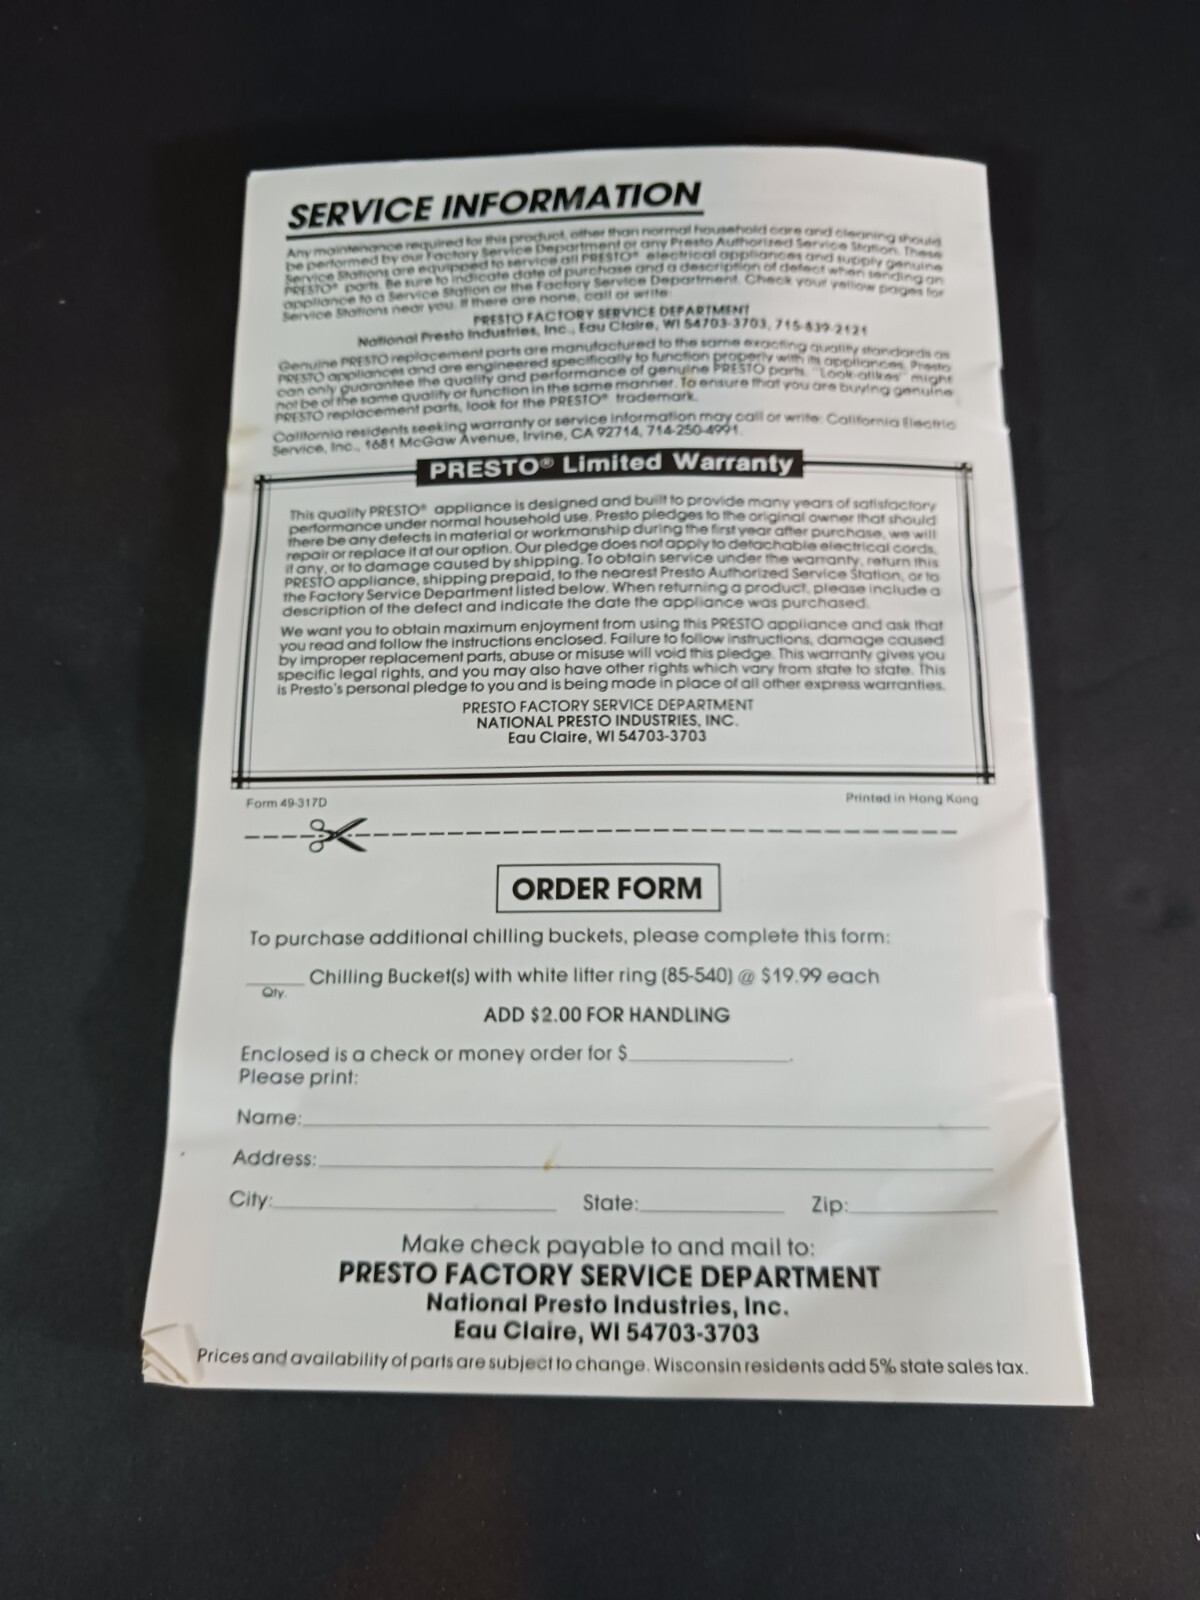 SERVICE INFORMATION
Any maintenance required for this product, other than normal household care and cleaning should
be performed by our Factory Service Department or any Presto Authorized Service Station. These
Service Stations are equipped to service all PRESTO® electrical appliances and supply genuine
PRESTO® parts. Be sure to indicate date of purchase and a description of defect when sending an
appliance to a Service Station or the Factory Service Department. Check your yellow pages for
Service Stations near you. If there are none, call or write:
PRESTO FACTORY SERVICE DEPARTMENT
National Presto Industries, Inc., Eau Claire, WI 54703-3703, 715-839-2121
Genuine PRESTO replacement parts are manufactured to the same exacting quality standards as
PRESTO appliances and are engineered specifically to function properly with its appliances. Presto
can only guarantee the quality and performance of genuine PRESTO parts. "Look-alikes" might
not be of the same quality or function in the same manner. To ensure that you are buying genuine
PRESTO replacement parts, look for the PRESTO® trademark.
California residents seeking warranty or service information may call or write: California Electric
Service, Inc., 1681 McGaw Avenue, Irvine, CA 92714, 714-250-4991.
PRESTO® Limited Warranty
This quality PRESTO® appliance is designed and built to provide many years of satisfactory
performance under normal household use. Presto pledges to the original owner that should
there be any defects in material or workmanship during the first year after purchase, we will
repair or replace it at our option. Our pledge does not apply to detachable electrical cords,
if any, or to damage caused by shipping. To obtain service under the warranty, return this
PRESTO appliance, shipping prepaid, to the nearest Presto Authorized Service Station, or to
the Factory Service Department listed below. When returning a product, please include a
description of the defect and indicate the date the appliance was purchased.
We want you to obtain maximum enjoyment from using this PRESTO appliance and ask that
you read and follow the instructions enclosed. Failure to follow instructions, damage caused
by improper replacement parts, abuse or misuse will void this pledge. This warranty gives you
specific legal rights, and you may also have other rights which vary from state to state. This
is Presto's personal pledge to you and is being made in place of all other express warranties.
PRESTO FACTORY SERVICE DEPARTMENT
NATIONAL PRESTO INDUSTRIES, INC.
Eau Claire, WI 54703-3703
Form 49-317D Printed in Hong Kong
ORDER FORM
To purchase additional chilling buckets, please complete this form:
____ Chilling Bucket(s) with white lifter ring (85-540) @ $19.99 each
Qty.
ADD $2.00 FOR HANDLING
Enclosed is a check or money order for $____________.
Please print:
Name:
Address:
City: State: Zip:
Make check payable to and mail to:
PRESTO FACTORY SERVICE DEPARTMENT
National Presto Industries, Inc.
Eau Claire, WI 54703-3703
Prices and availability of parts are subject to change. Wisconsin residents add 5% state sales tax.